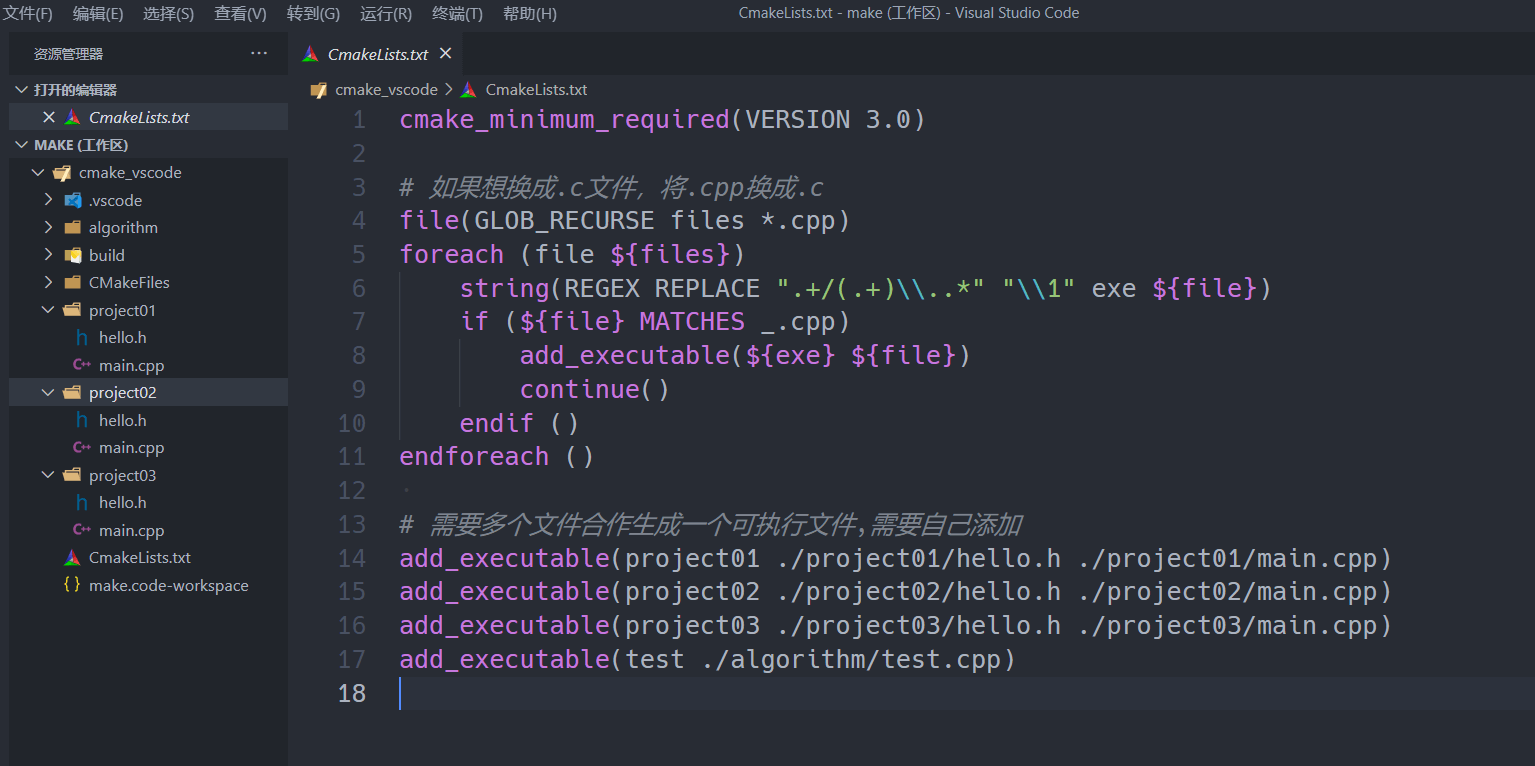 文件(F) 编辑(E) 选择(S) 查看(V) 转到(G) 运行(R) 终端(T) 帮助(H) CmakeLists.txt - make (工作区) - Visual Studio Code
资源管理器 ···
打开的编辑器
CmakeLists.txt
MAKE (工作区)
cmake_vscode
.vscode
algorithm
build
CMakeFiles
project01
h hello.h
C++ main.cpp
project02
h hello.h
C++ main.cpp
project03
h hello.h
C++ main.cpp
CmakeLists.txt
{} make.code-workspace
CmakeLists.txt
cmake_vscode > CmakeLists.txt
1 cmake_minimum_required(VERSION 3.0)
2
3 # 如果想换成.c文件，将.cpp换成.c
4 file(GLOB_RECURSE files *.cpp)
5 foreach (file ${files})
6 string(REGEX REPLACE ".+/(.+)\\..*" "\\1" exe ${file})
7 if (${file} MATCHES _.cpp)
8 add_executable(${exe} ${file})
9 continue()
10 endif ()
11 endforeach ()
12
13 # 需要多个文件合作生成一个可执行文件,需要自己添加
14 add_executable(project01 ./project01/hello.h ./project01/main.cpp)
15 add_executable(project02 ./project02/hello.h ./project02/main.cpp)
16 add_executable(project03 ./project03/hello.h ./project03/main.cpp)
17 add_executable(test ./algorithm/test.cpp)
18